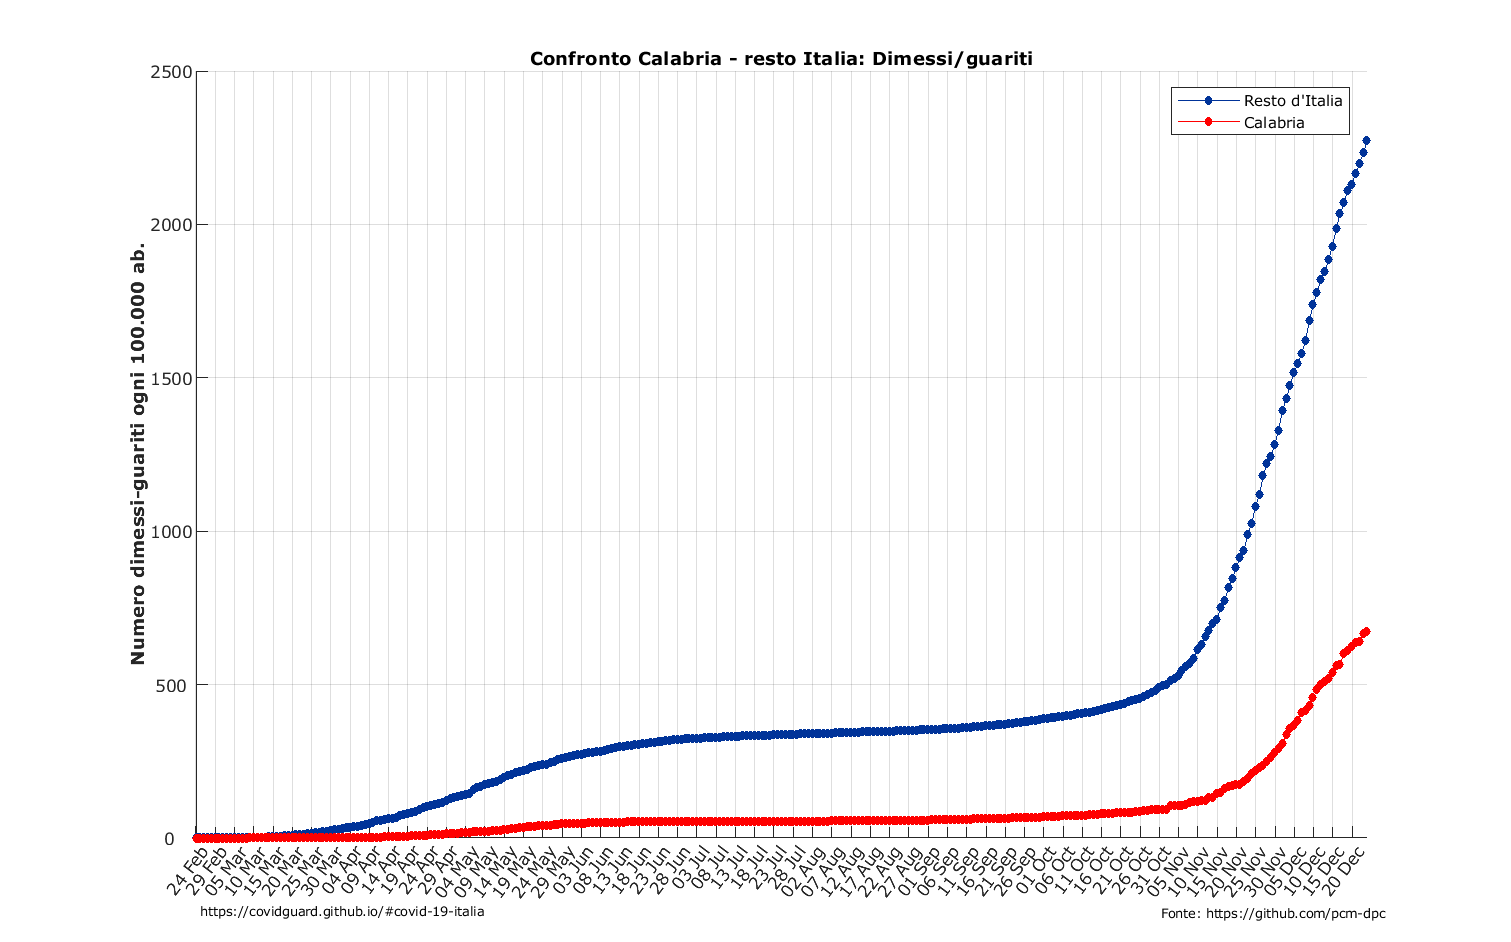 Confronto Calabria - resto Italia: Dimessi/guariti
Resto d'Italia
Calabria
Numero dimessi-guariti ogni 100.000 ab.
2500
2000
1500
1000
500
0
24 Feb
29 Feb
05 Mar
10 Mar
15 Mar
20 Mar
25 Mar
30 Mar
04 Apr
09 Apr
14 Apr
19 Apr
24 Apr
29 Apr
04 May
09 May
14 May
19 May
24 May
29 May
03 Jun
08 Jun
13 Jun
18 Jun
23 Jun
28 Jun
03 Jul
08 Jul
13 Jul
18 Jul
23 Jul
28 Jul
02 Aug
07 Aug
12 Aug
17 Aug
22 Aug
27 Aug
01 Sep
06 Sep
11 Sep
16 Sep
21 Sep
26 Sep
01 Oct
06 Oct
11 Oct
16 Oct
21 Oct
26 Oct
31 Oct
05 Nov
10 Nov
15 Nov
20 Nov
25 Nov
30 Nov
05 Dec
10 Dec
15 Dec
20 Dec
https://covidguard.github.io/#covid-19-italia
Fonte: https://github.com/pcm-dpc